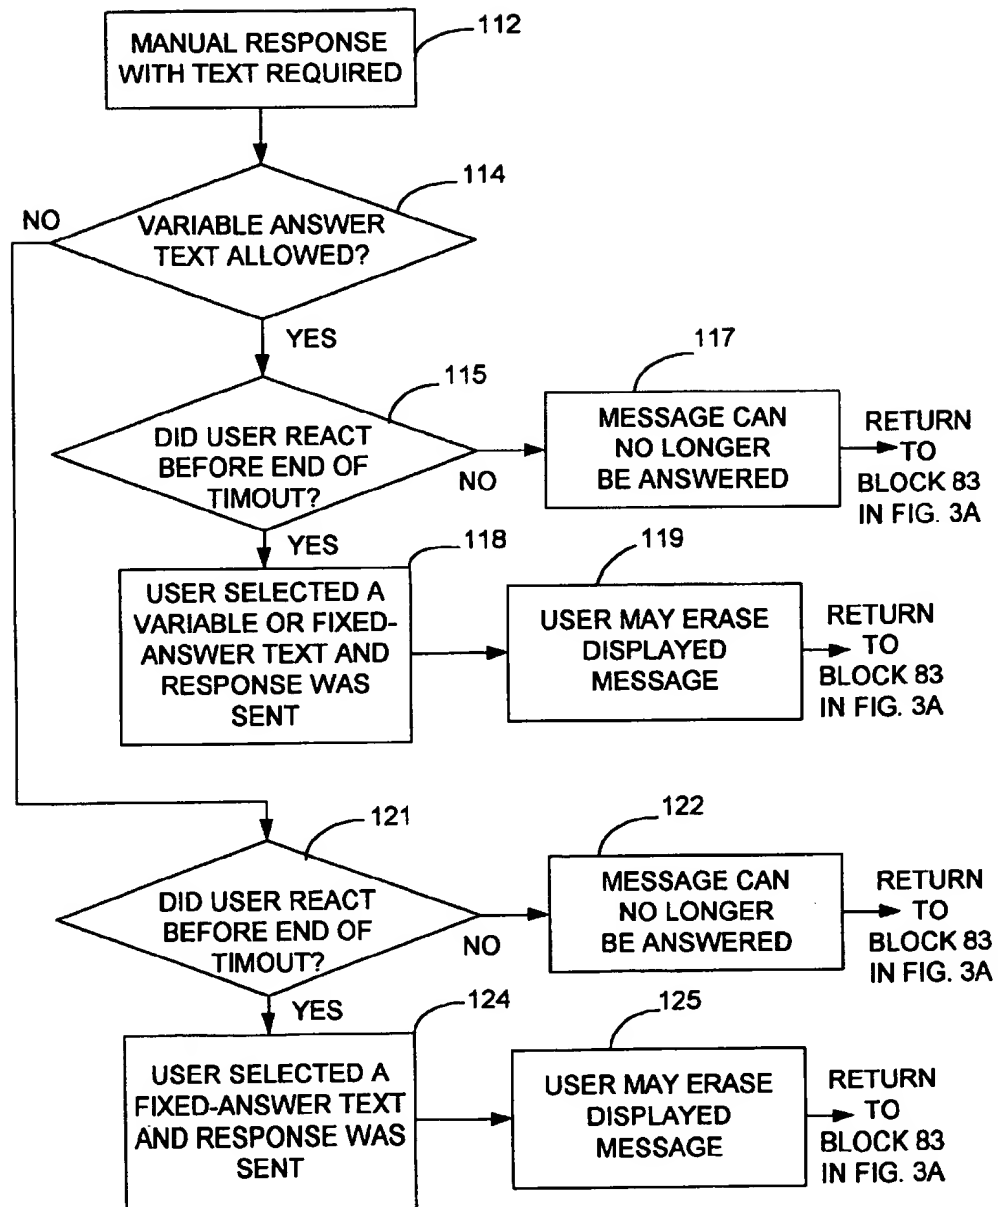 112
MANUAL RESPONSE
WITH TEXT REQUIRED
114
NO
VARIABLE ANSWER
TEXT ALLOWED?
YES
115
117
DID USER REACT
BEFORE END OF
TIMOUT?
NO
MESSAGE CAN
NO LONGER
BE ANSWERED
RETURN
TO
BLOCK 83
IN FIG. 3A
YES
118
119
USER SELECTED A
VARIABLE OR FIXED-
ANSWER TEXT AND
RESPONSE WAS
SENT
USER MAY ERASE
DISPLAYED
MESSAGE
RETURN
TO
BLOCK 83
IN FIG. 3A
121
122
DID USER REACT
BEFORE END OF
TIMOUT?
NO
MESSAGE CAN
NO LONGER
BE ANSWERED
RETURN
TO
BLOCK 83
IN FIG. 3A
YES
124
125
USER SELECTED A
FIXED-ANSWER TEXT
AND RESPONSE WAS
SENT
USER MAY ERASE
DISPLAYED
MESSAGE
RETURN
TO
BLOCK 83
IN FIG. 3A